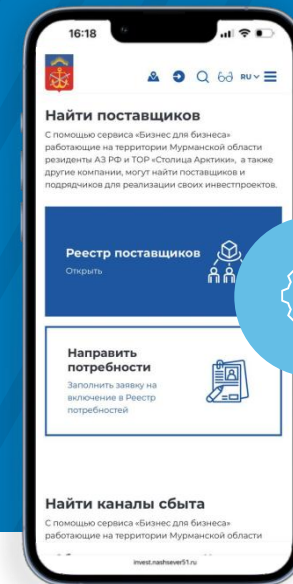 16:18
RU
Найти поставщиков
С помощью сервиса «Бизнес для бизнеса»
работающие на территории Мурманской области
резиденты АЗ РФ и ТОР «Столица Арктики», а также
другие компании, могут найти поставщиков и
подрядчиков для реализации своих инвестпроектов.
Реестр поставщиков
Открыть
Направить
потребности
Заполнить заявку на
включение в Реестр
потребностей
Найти каналы сбыта
С помощью сервиса «Бизнес для бизнеса»
работающие на территории Мурманской области
invest.nashsever51.ru